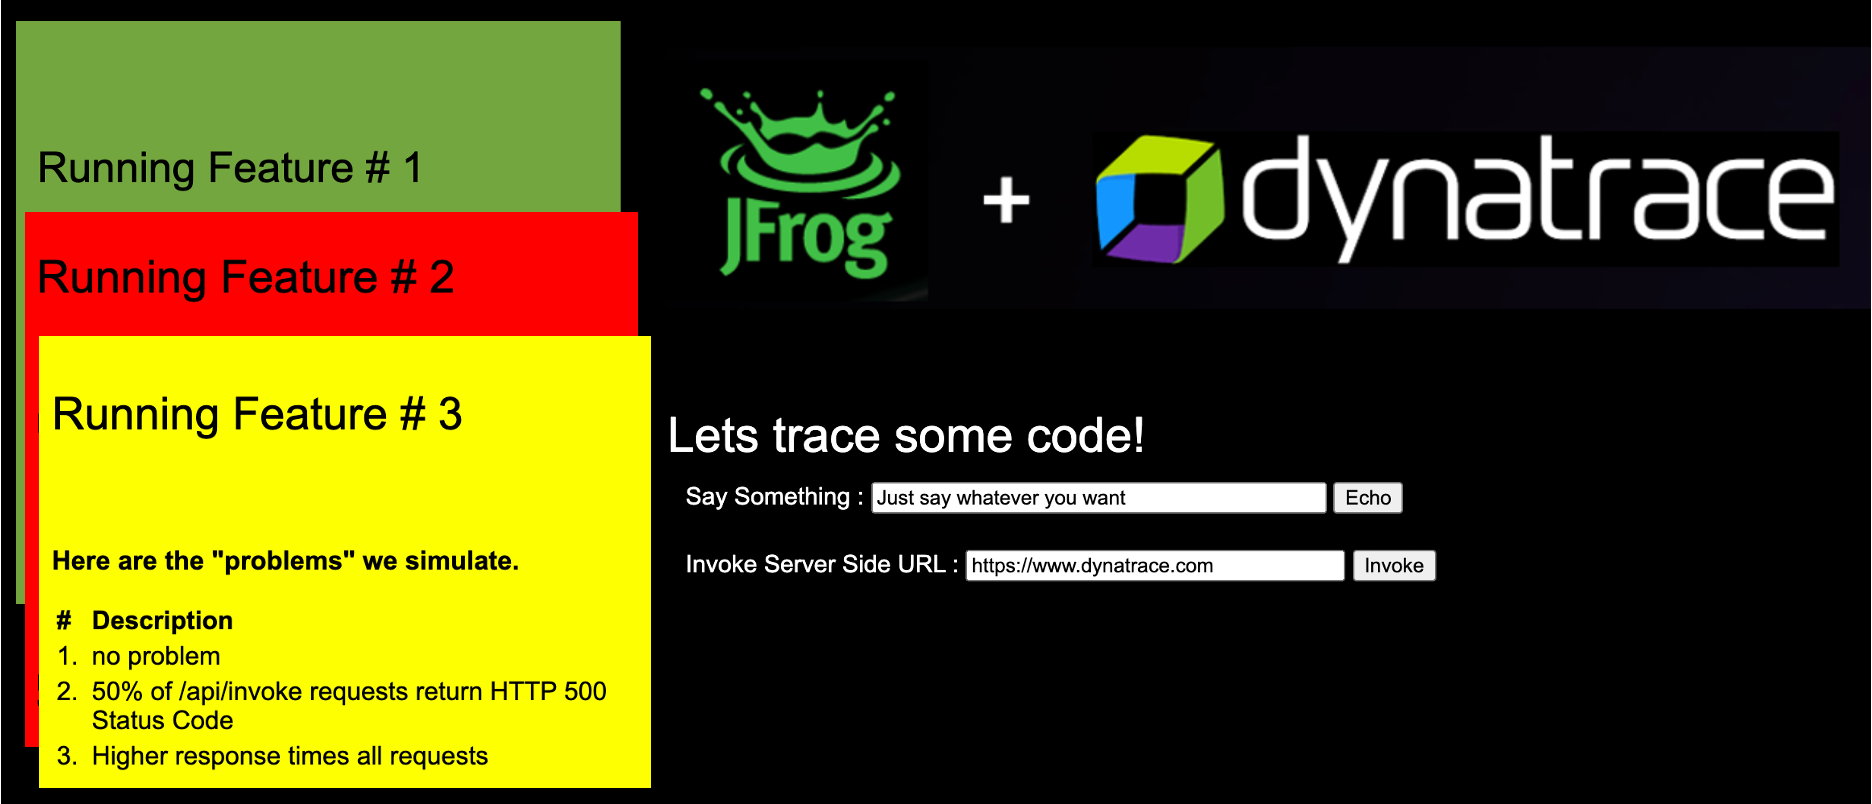 Running Feature # 1
Running Feature # 2
Running Feature # 3
Here are the "problems" we simulate.
# Description
1. no problem
2. 50% of /api/invoke requests return HTTP 500
Status Code
3. Higher response times all requests
JFrog
+
dynatrace
Lets trace some code!
Say Something : Just say whatever you want Echo
Invoke Server Side URL : https://www.dynatrace.com Invoke